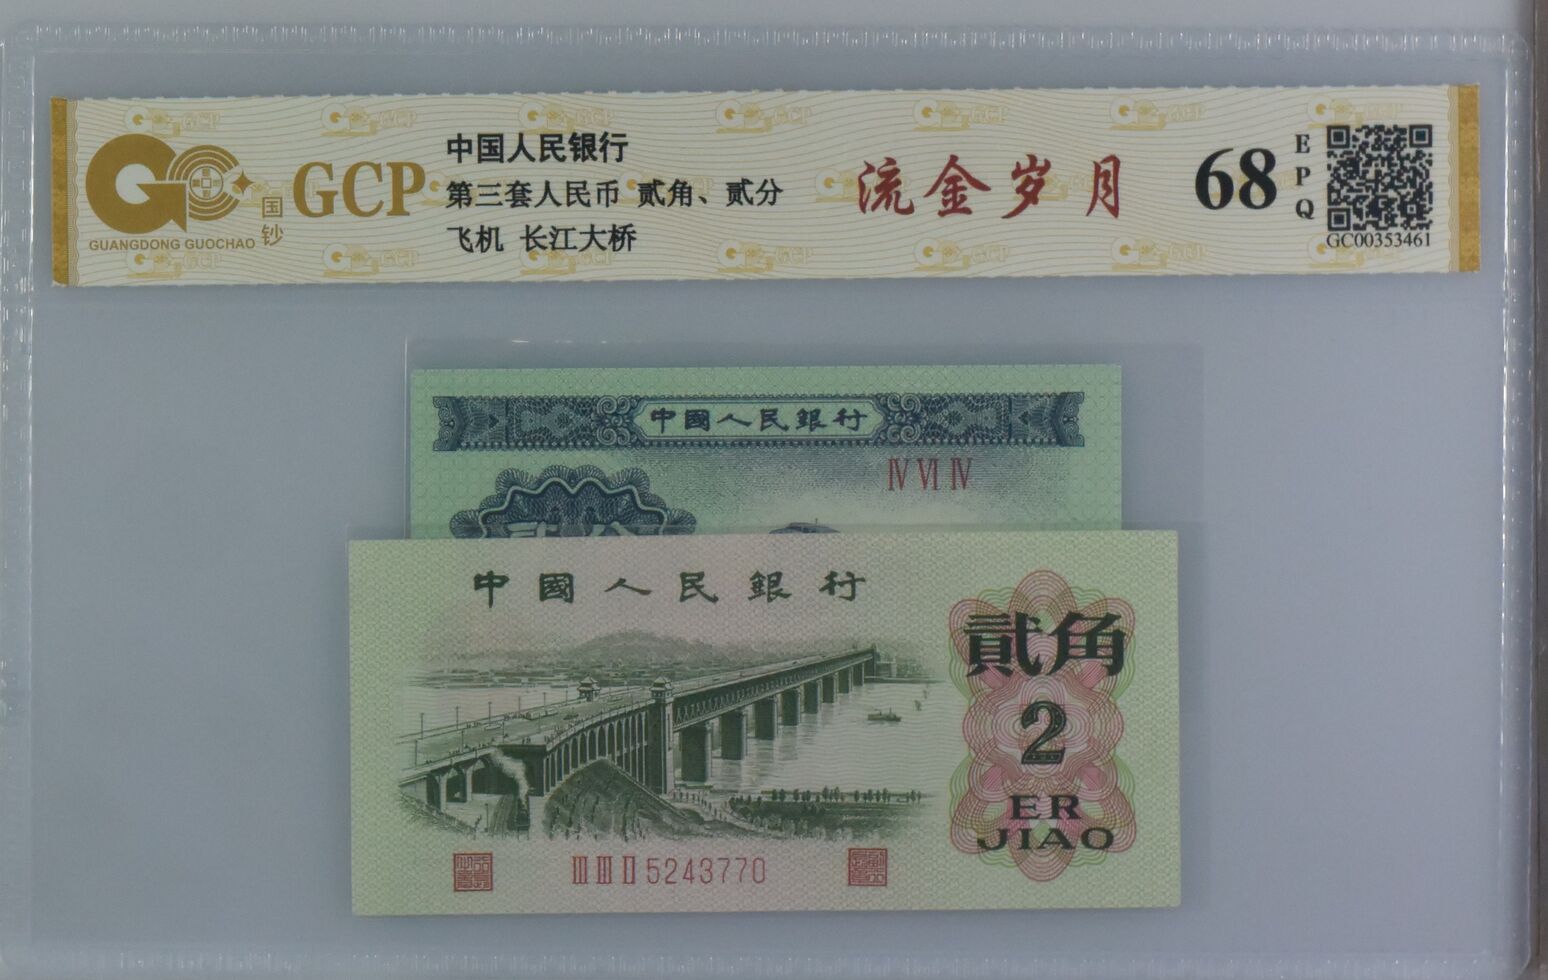 GUANGDONG GUOCHAO
国钞
GCP
中国人民银行
第三套人民币 贰角、贰分
飞机 长江大桥
流金岁月
68
EPQ
GC00353461
中國人民銀行
Ⅳ Ⅵ Ⅳ
中國人民銀行
貳角
2
ER
JIAO
Ⅲ Ⅲ Ⅱ 5243770